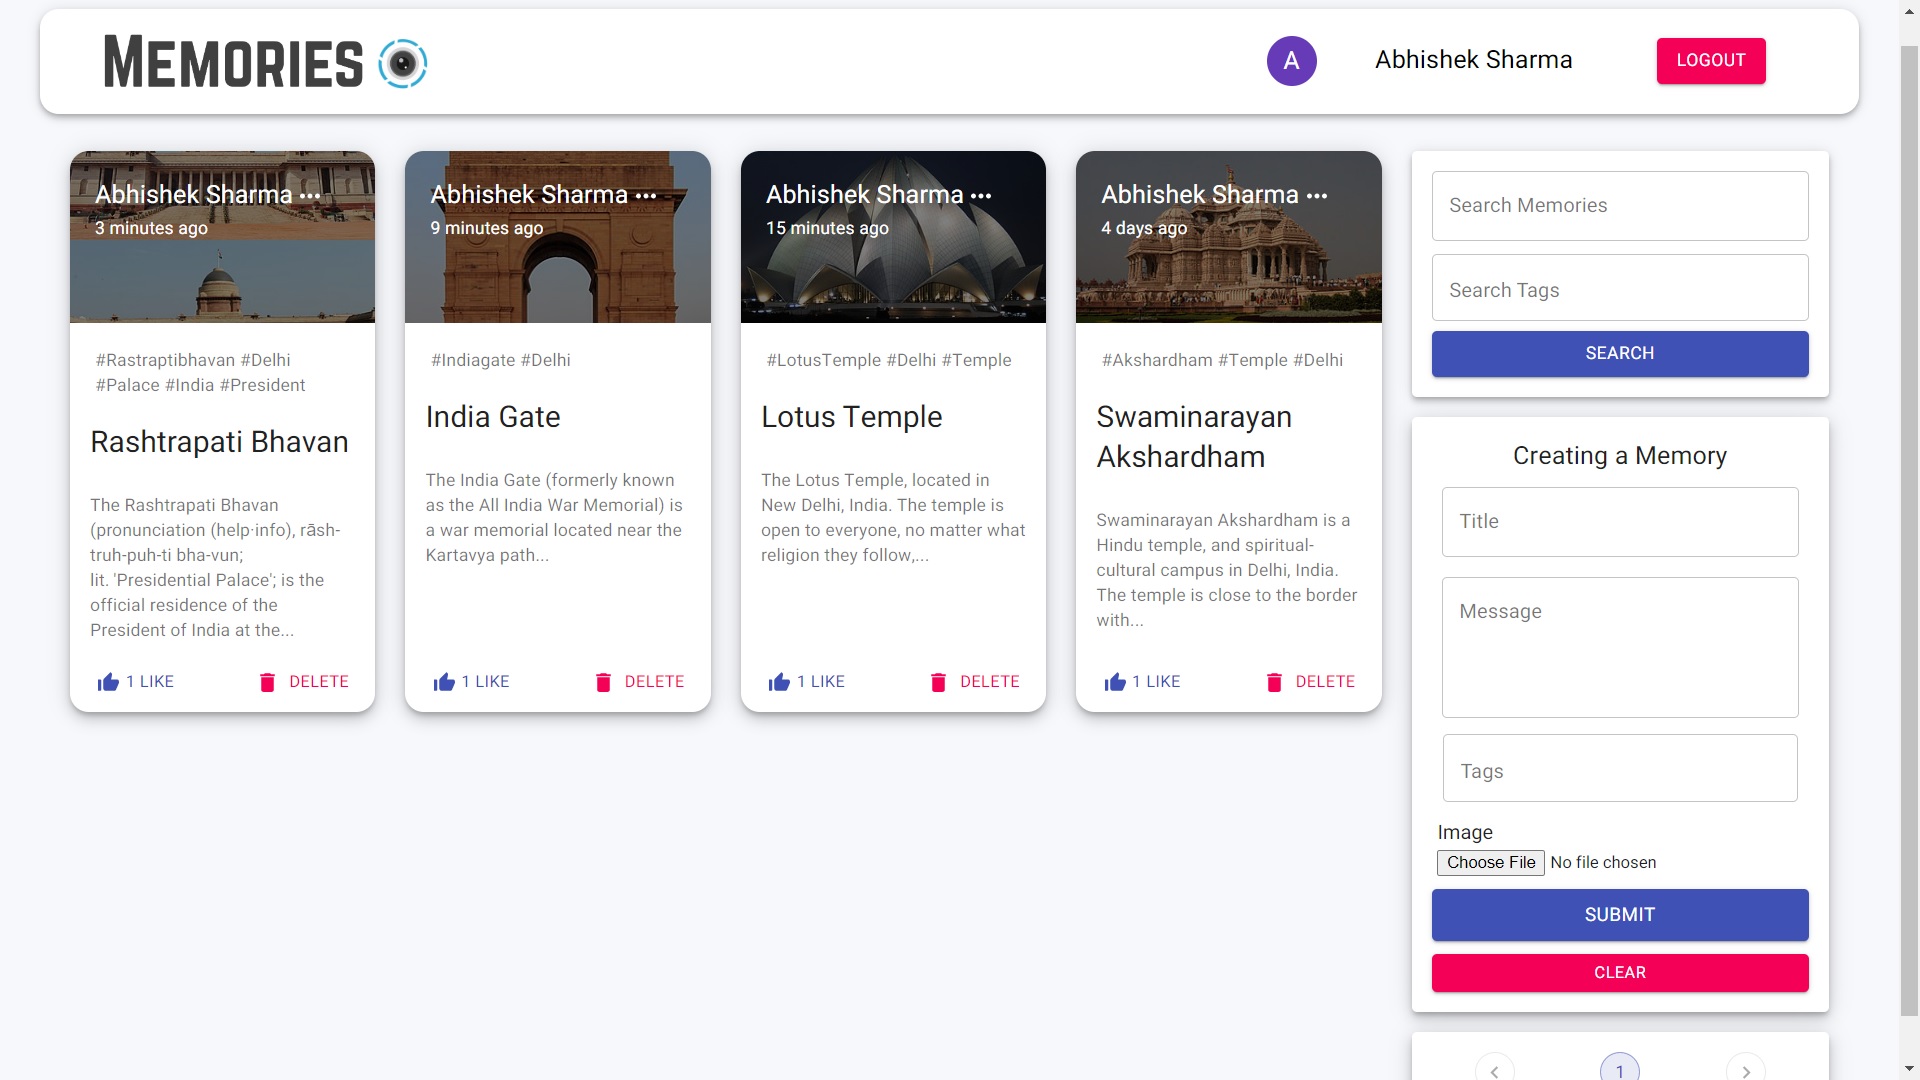 MEMORIES
A
Abhishek Sharma
LOGOUT
Abhishek Sharma
3 minutes ago
#Rastraptibhavan #Delhi
#Palace #India #President
Rashtrapati Bhavan
The Rashtrapati Bhavan
(pronunciation (help·info), rāsh-
truh-puh-ti bha-vun;
lit. 'Presidential Palace'; is the
official residence of the
President of India at the...
1 LIKE
DELETE
Abhishek Sharma
9 minutes ago
#Indiagate #Delhi
India Gate
The India Gate (formerly known
as the All India War Memorial) is
a war memorial located near the
Kartavya path...
1 LIKE
DELETE
Abhishek Sharma
15 minutes ago
#LotusTemple #Delhi #Temple
Lotus Temple
The Lotus Temple, located in
New Delhi, India. The temple is
open to everyone, no matter what
religion they follow,...
1 LIKE
DELETE
Abhishek Sharma
4 days ago
#Akshardham #Temple #Delhi
Swaminarayan
Akshardham
Swaminarayan Akshardham is a
Hindu temple, and spiritual-
cultural campus in Delhi, India.
The temple is close to the border
with...
1 LIKE
DELETE
Search Memories
Search Tags
SEARCH
Creating a Memory
Title
Message
Tags
Image
Choose File No file chosen
SUBMIT
CLEAR
1